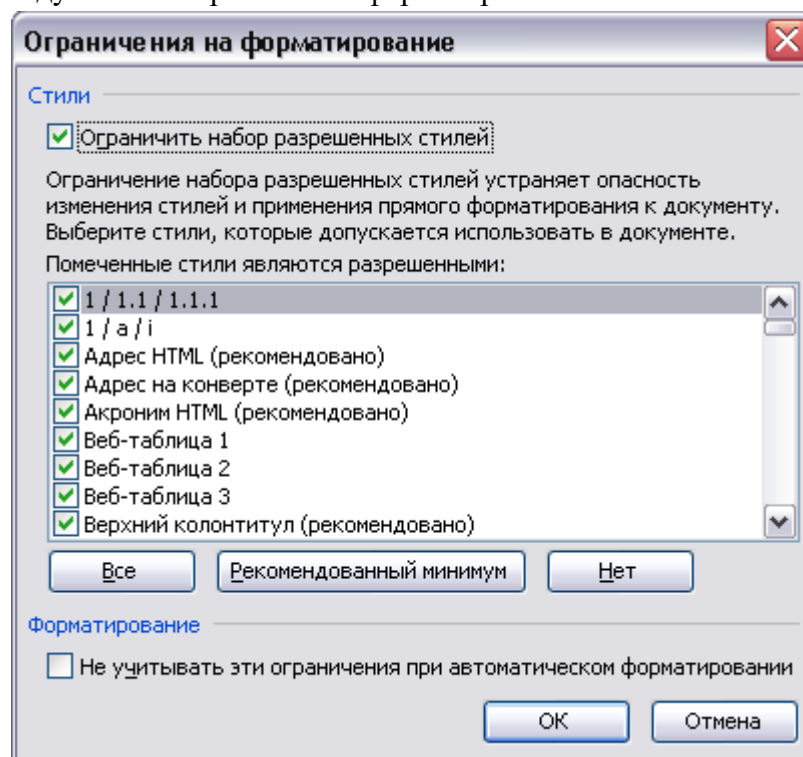 Ограничения на форматирование
Стили
Ограничить набор разрешенных стилей
Ограничение набора разрешенных стилей устраняет опасность
изменения стилей и применения прямого форматирования к документу.
Выберите стили, которые допускается использовать в документе.
Помеченные стили являются разрешенными:
1 / 1.1 / 1.1.1
1 / a / i
Адрес HTML (рекомендовано)
Адрес на конверте (рекомендовано)
Акроним HTML (рекомендовано)
Веб-таблица 1
Веб-таблица 2
Веб-таблица 3
Верхний колонтитул (рекомендовано)
Все Рекомендованный минимум Нет
Форматирование
Не учитывать эти ограничения при автоматическом форматировании
ОК Отмена